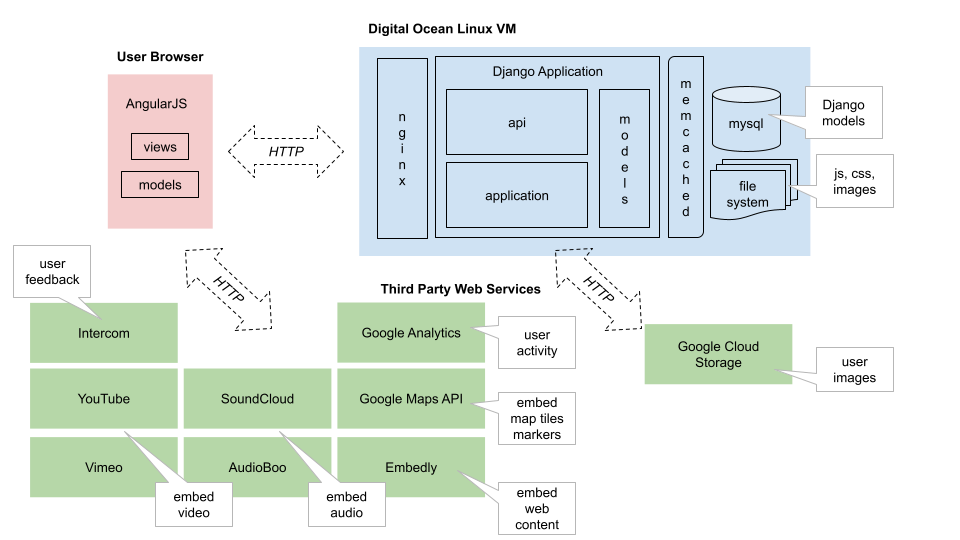 Digital Ocean Linux VM
User Browser
AngularJS
views
models
HTTP
nginx
Django Application
api
application
models
memcached
mysql
Django
models
file
system
js, css,
images
HTTP
HTTP
user
feedback
Third Party Web Services
Intercom
Google Analytics
user
activity
Google Cloud
Storage
user
images
YouTube
SoundCloud
Google Maps API
embed
map tiles
markers
Vimeo
AudioBoo
Embedly
embed
video
embed
audio
embed
web
content